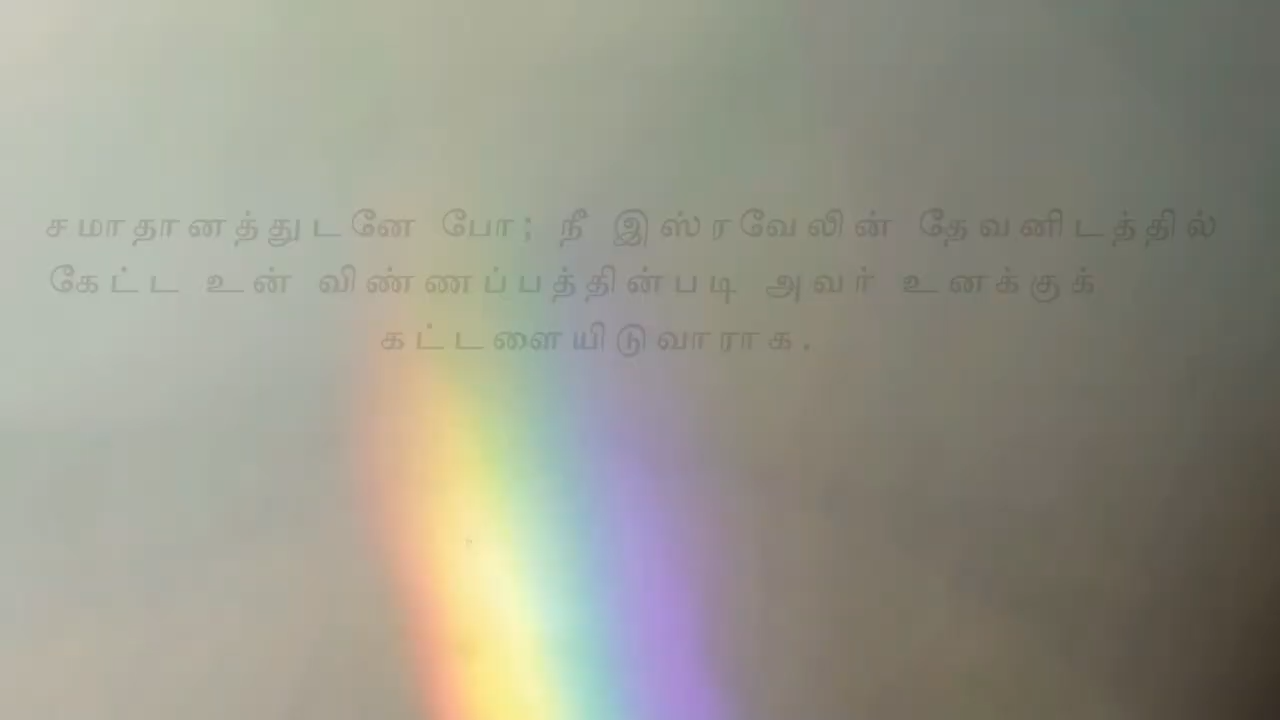 சமாதானத்துடனே போ; நீ இஸ்ரவேலின் தேவனிடத்தில்
கேட்ட உன் விண்ணப்பத்தின்படி அவர் உனக்குக்
கட்டளையிடுவாராக.